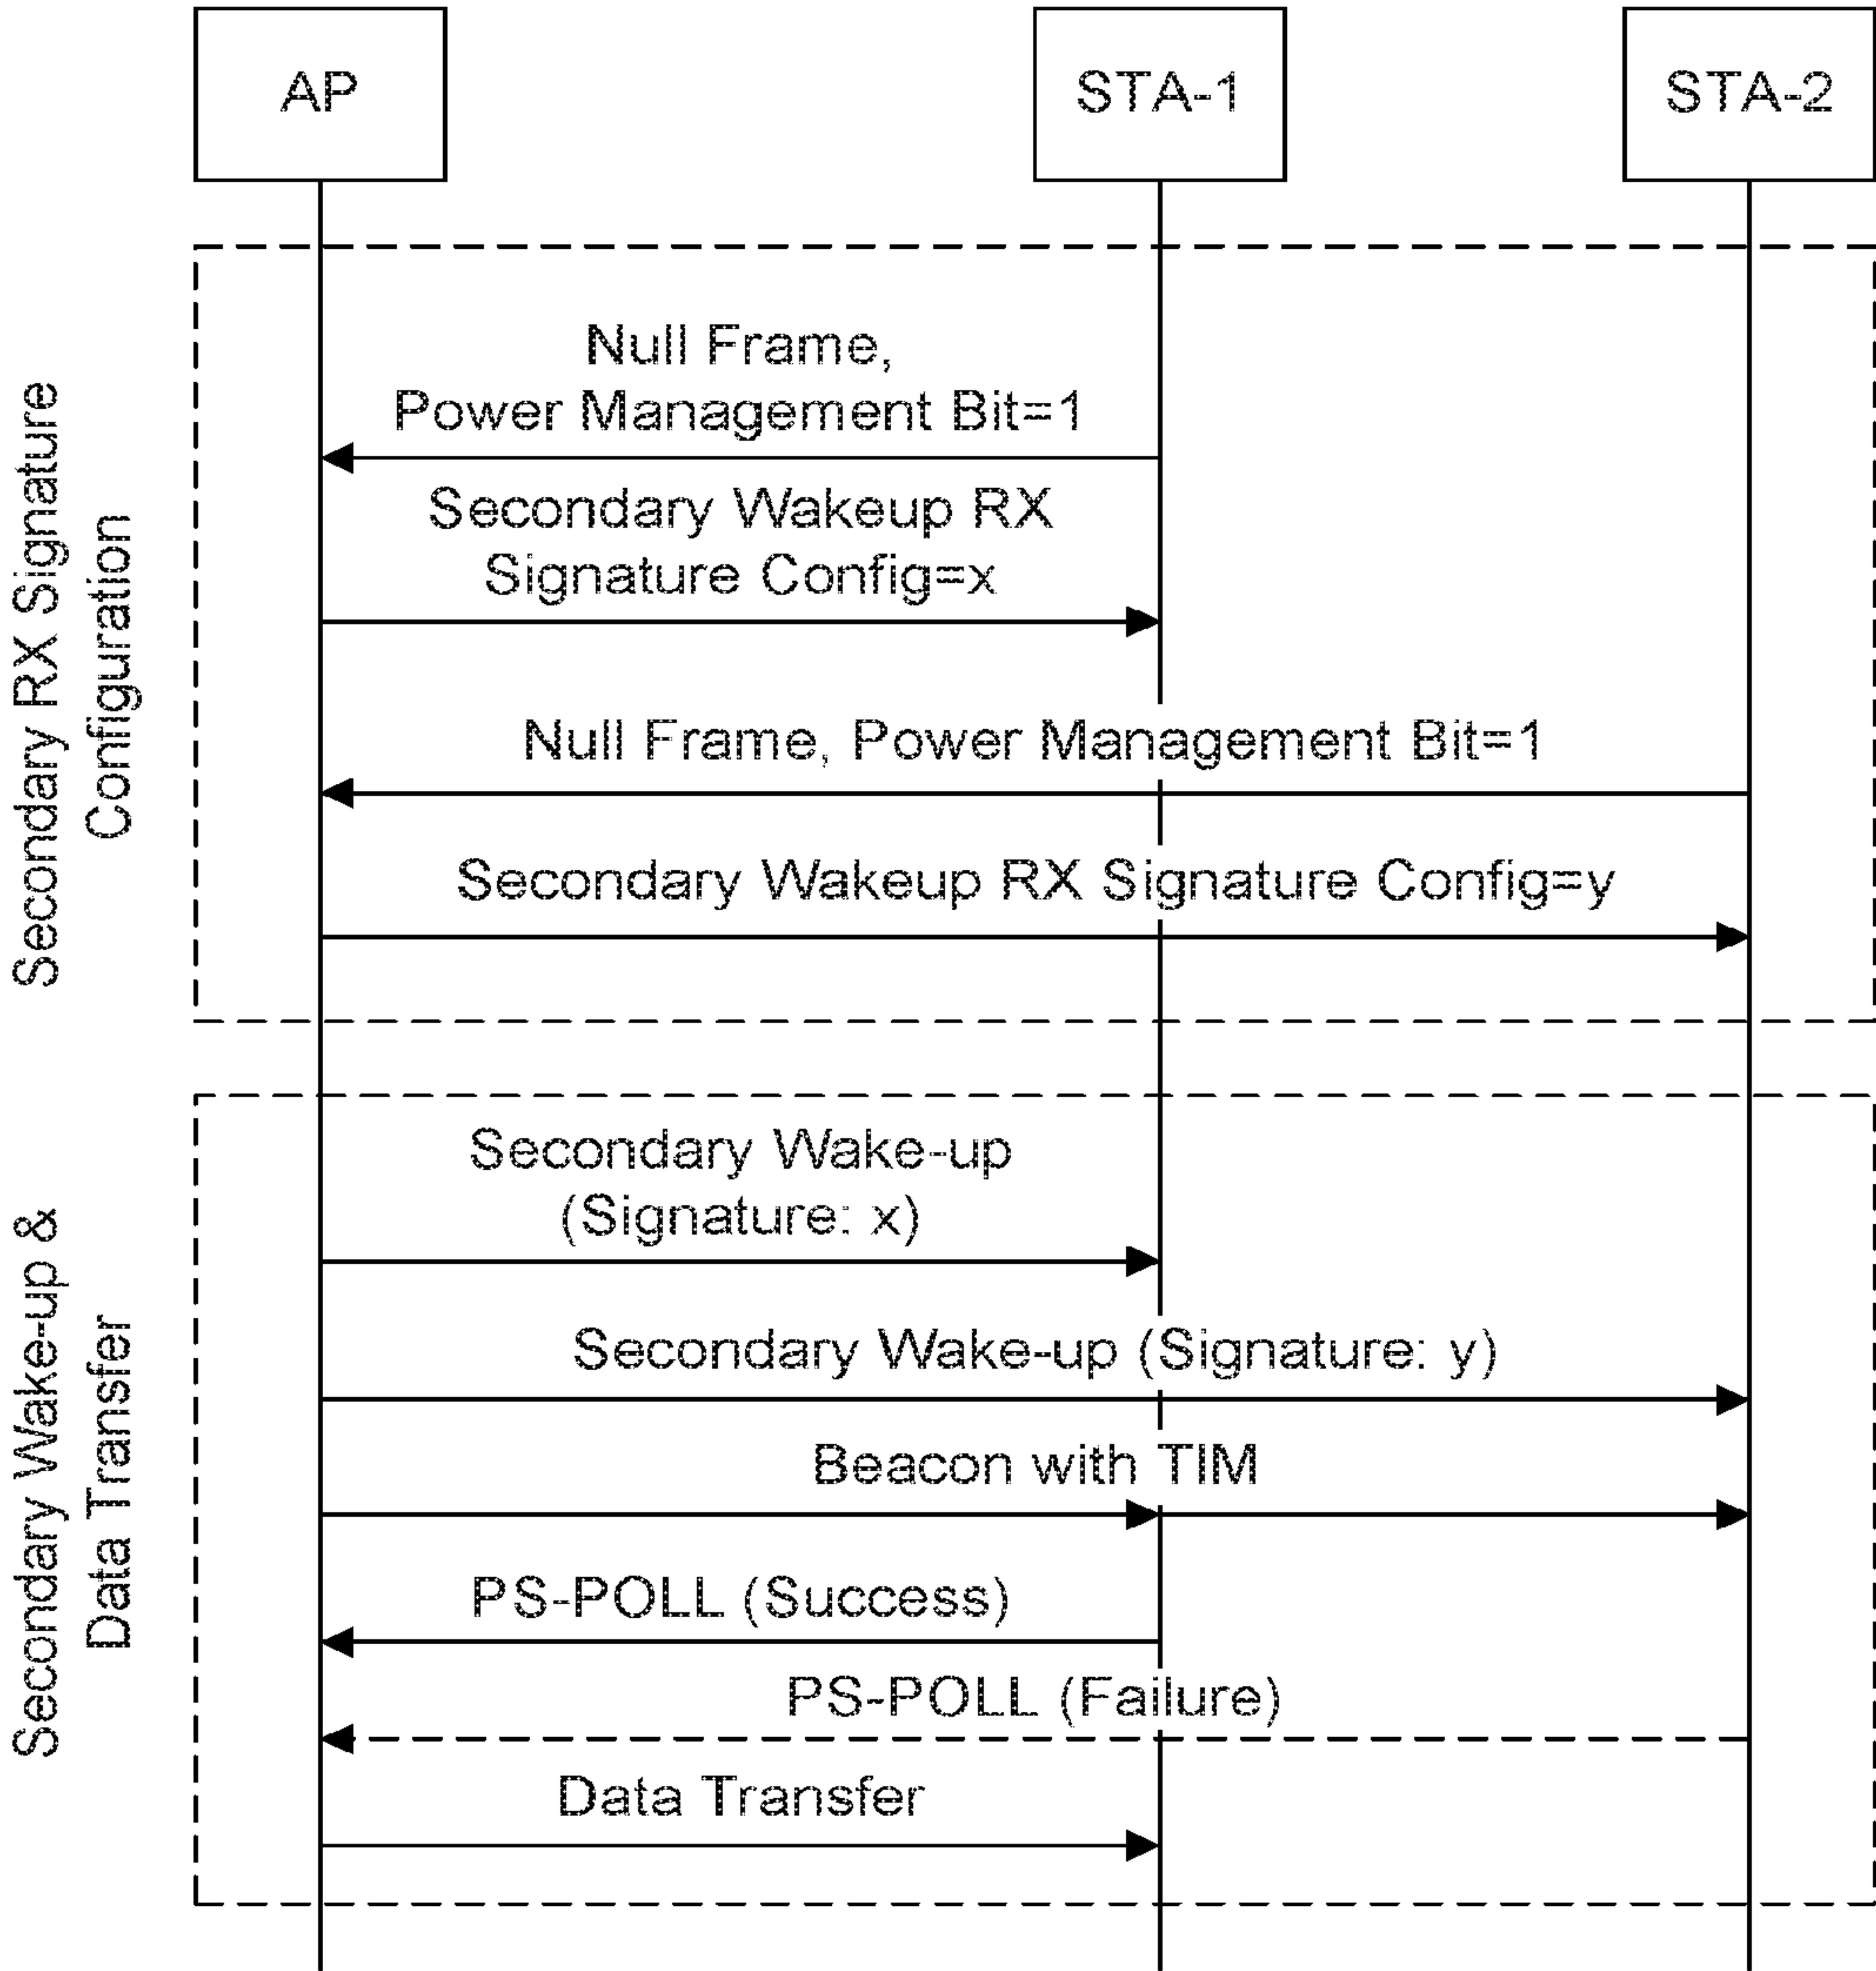 AP
STA-1
STA-2
Secondary RX Signature
Configuration
Null Frame,
Power Management Bit=1
Secondary Wakeup RX
Signature Config=x
Null Frame, Power Management Bit=1
Secondary Wakeup RX Signature Config=y
Secondary Wake-up &
Data Transfer
Secondary Wake-up
(Signature: x)
Secondary Wake-up (Signature: y)
Beacon with TIM
PS-POLL (Success)
PS-POLL (Failure)
Data Transfer